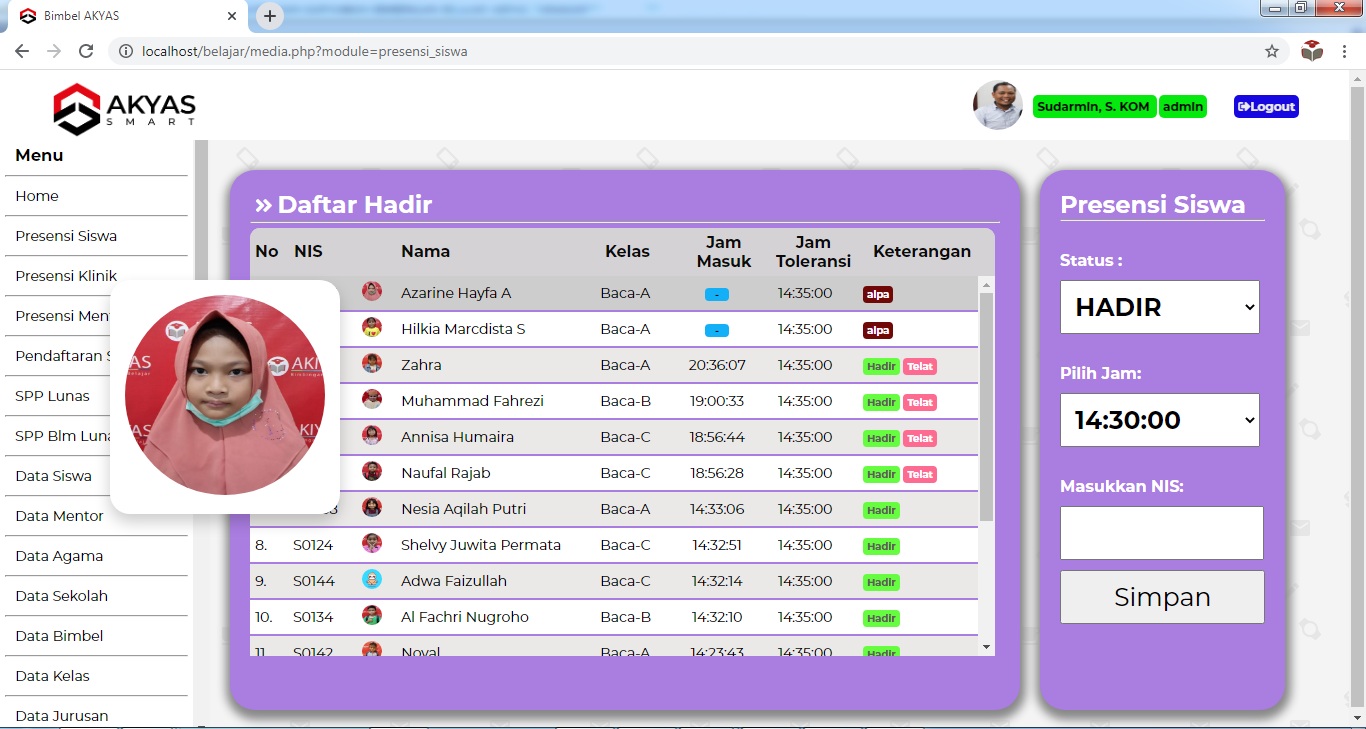 Bimbel AKYAS
localhost/belajar/media.php?module=presensi_siswa
AKYAS
SMART
Sudarmin, S. KOM admin Logout
Menu
Home
Presensi Siswa
Presensi Klinik
Presensi Men
Pendaftaran S
SPP Lunas
SPP Blm Luna
Data Siswa
Data Mentor
Data Agama
Data Sekolah
Data Bimbel
Data Kelas
Data Jurusan
» Daftar Hadir
No NIS Nama Kelas Jam Masuk Jam Toleransi Keterangan
Azarine Hayfa A Baca-A - 14:35:00 alpa
Hilkia Marcdista S Baca-A - 14:35:00 alpa
Zahra Baca-A 20:36:07 14:35:00 Hadir Telat
Muhammad Fahrezi Baca-B 19:00:33 14:35:00 Hadir Telat
Annisa Humaira Baca-C 18:56:44 14:35:00 Hadir Telat
Naufal Rajab Baca-C 18:56:28 14:35:00 Hadir Telat
Nesia Aqilah Putri Baca-A 14:33:06 14:35:00 Hadir
8. S0124 Shelvy Juwita Permata Baca-C 14:32:51 14:35:00 Hadir
9. S0144 Adwa Faizullah Baca-C 14:32:14 14:35:00 Hadir
10. S0134 Al Fachri Nugroho Baca-B 14:32:10 14:35:00 Hadir
11. S0142 Noval Baca-A 14:23:43 14:35:00 Hadir
Presensi Siswa
Status :
HADIR
Pilih Jam:
14:30:00
Masukkan NIS:
Simpan